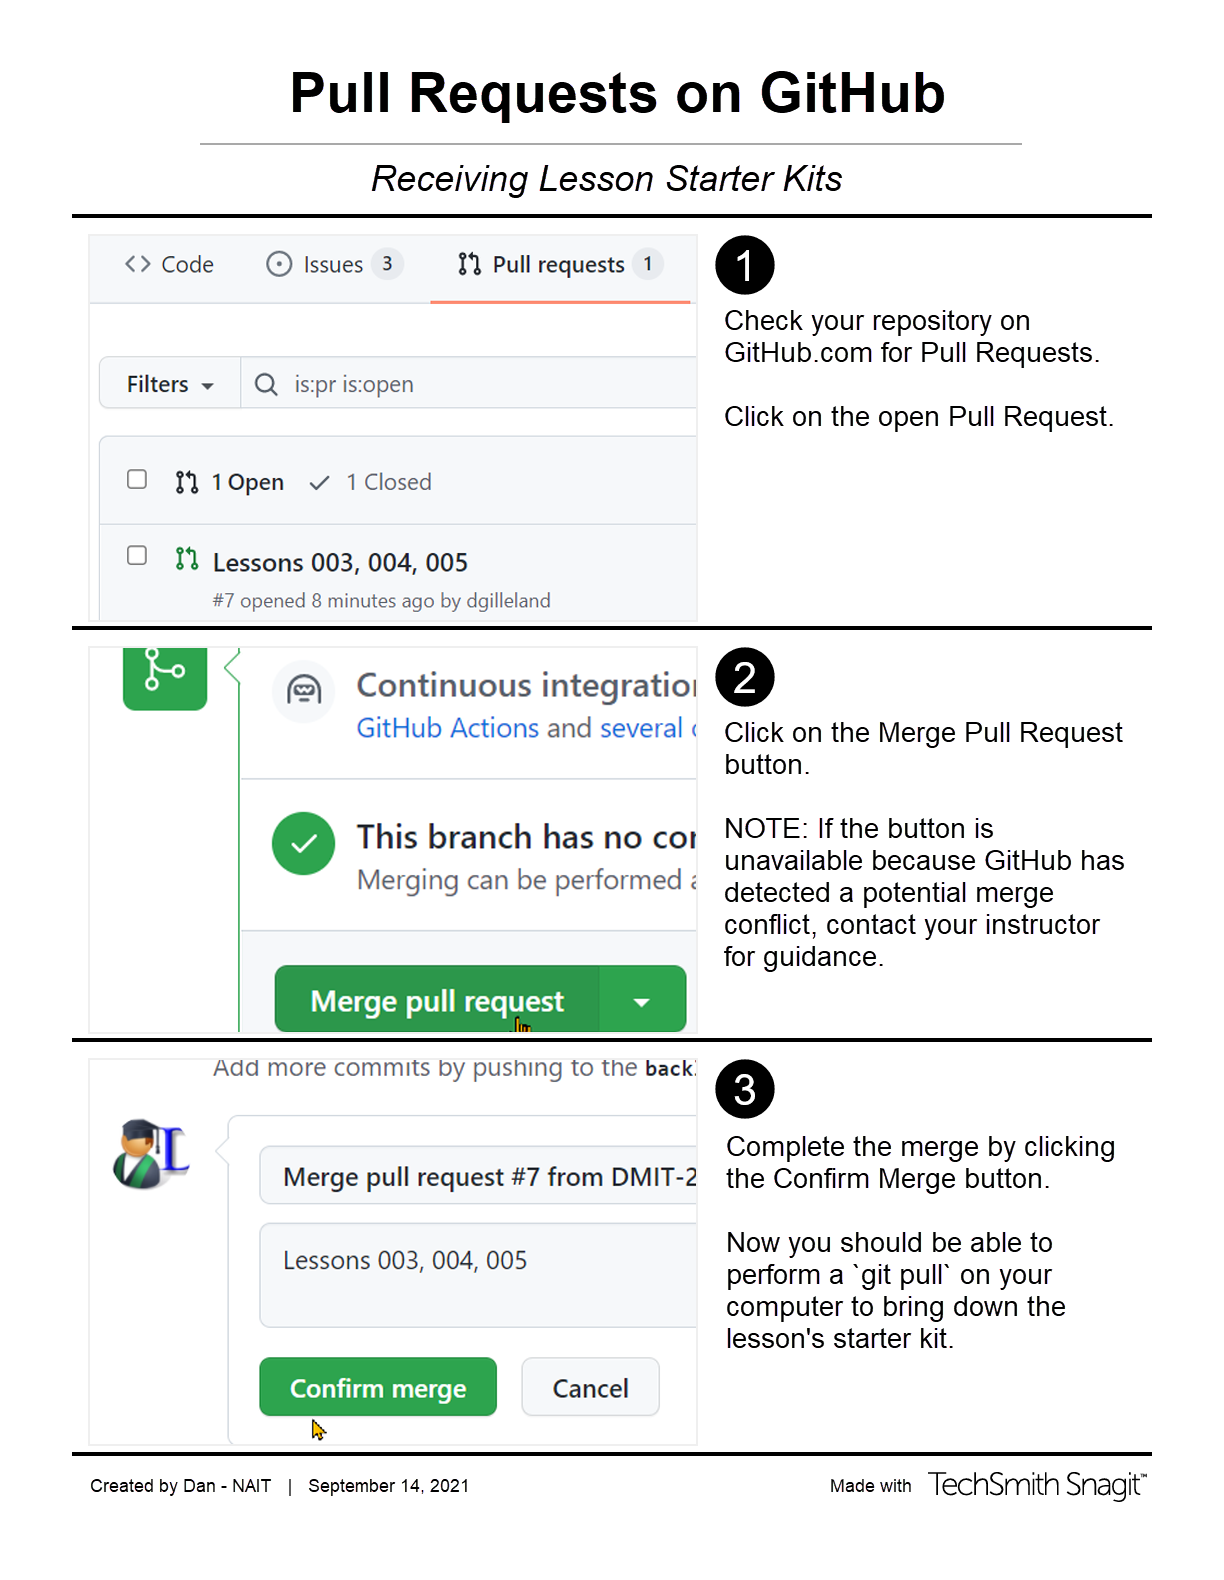 Pull Requests on GitHub
Receiving Lesson Starter Kits
Code Issues 3 Pull requests 1
Filters is:pr is:open
1 Open 1 Closed
Lessons 003, 004, 005
#7 opened 8 minutes ago by dgilleland
1
Check your repository on
GitHub.com for Pull Requests.
Click on the open Pull Request.
Continuous integration
GitHub Actions and several
This branch has no
Merging can be performed
Merge pull request
2
Click on the Merge Pull Request
button.
NOTE: If the button is
unavailable because GitHub has
detected a potential merge
conflict, contact your instructor
for guidance.
Add more commits by pushing to the back
Merge pull request #7 from DMIT-2
Lessons 003, 004, 005
Confirm merge Cancel
3
Complete the merge by clicking
the Confirm Merge button.
Now you should be able to
perform a `git pull` on your
computer to bring down the
lesson's starter kit.
Created by Dan - NAIT | September 14, 2021
Made with TechSmith Snagit™